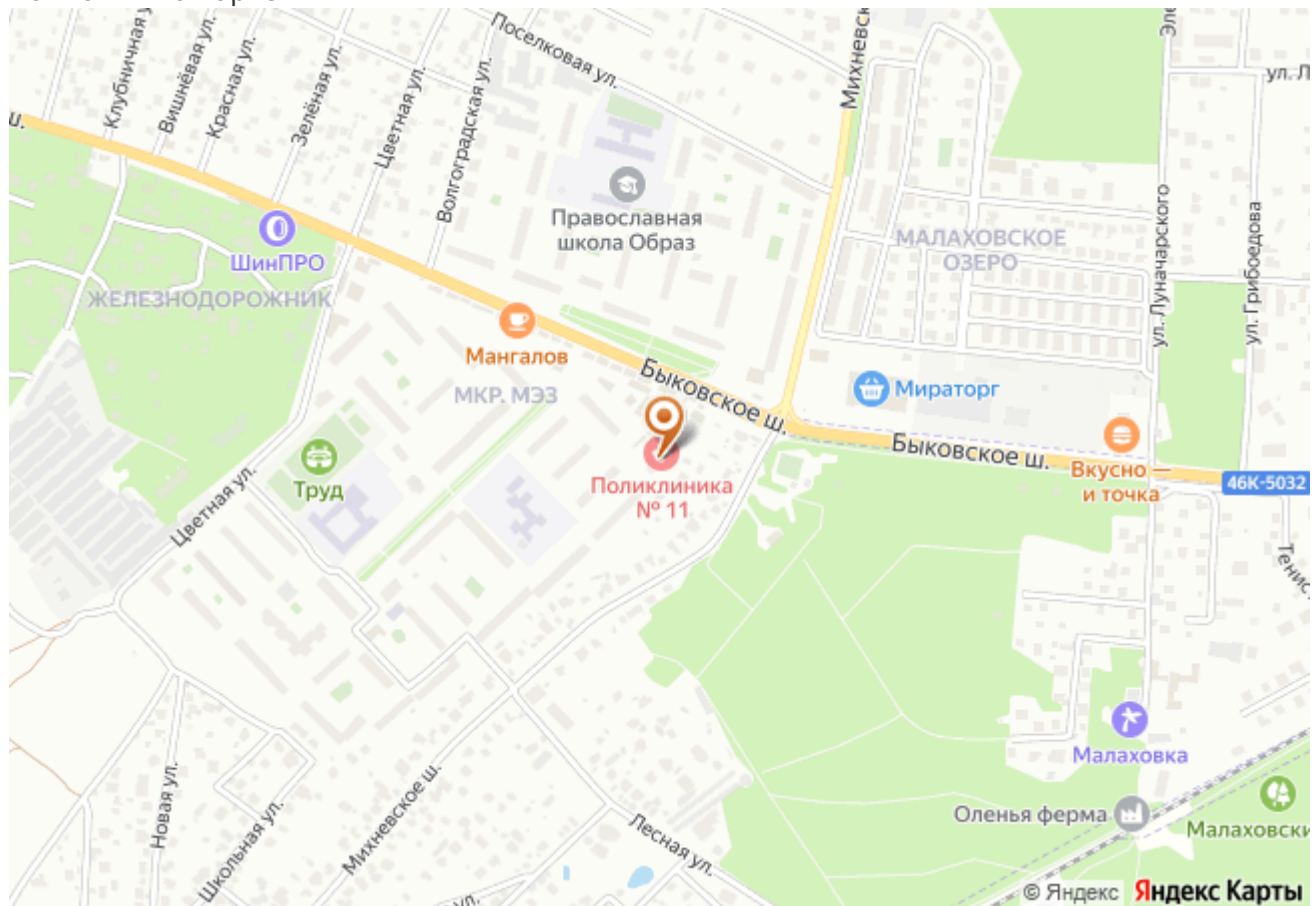 Клубничная у
Вишнёвая ул.
Красная ул.
Зелёная ул.
Цветная ул.
Волгоградская ул.
Поселковая ул.
Михневск
Эле
ул. Л
ш.
Православная
школа Образ
ШинПРО
ЖЕЛЕЗНОДОРОЖНИК
МАЛАХОВСКОЕ
ОЗЕРО
ул. Луначарского
ул. Грибоедова
Мангалов
МКР. МЭЗ
Быковское ш.
Мираторг
Быковское ш.
Вкусно —
и точка
46К-5032
Труд
Поликлиника
№ 11
Цветная ул.
Тенис
Малаховка
Оленья ферма
Малаховски
Новая ул.
Школьная ул.
Михневское ш.
Лесная ул.
ул.
© Яндекс Яндекс Карты